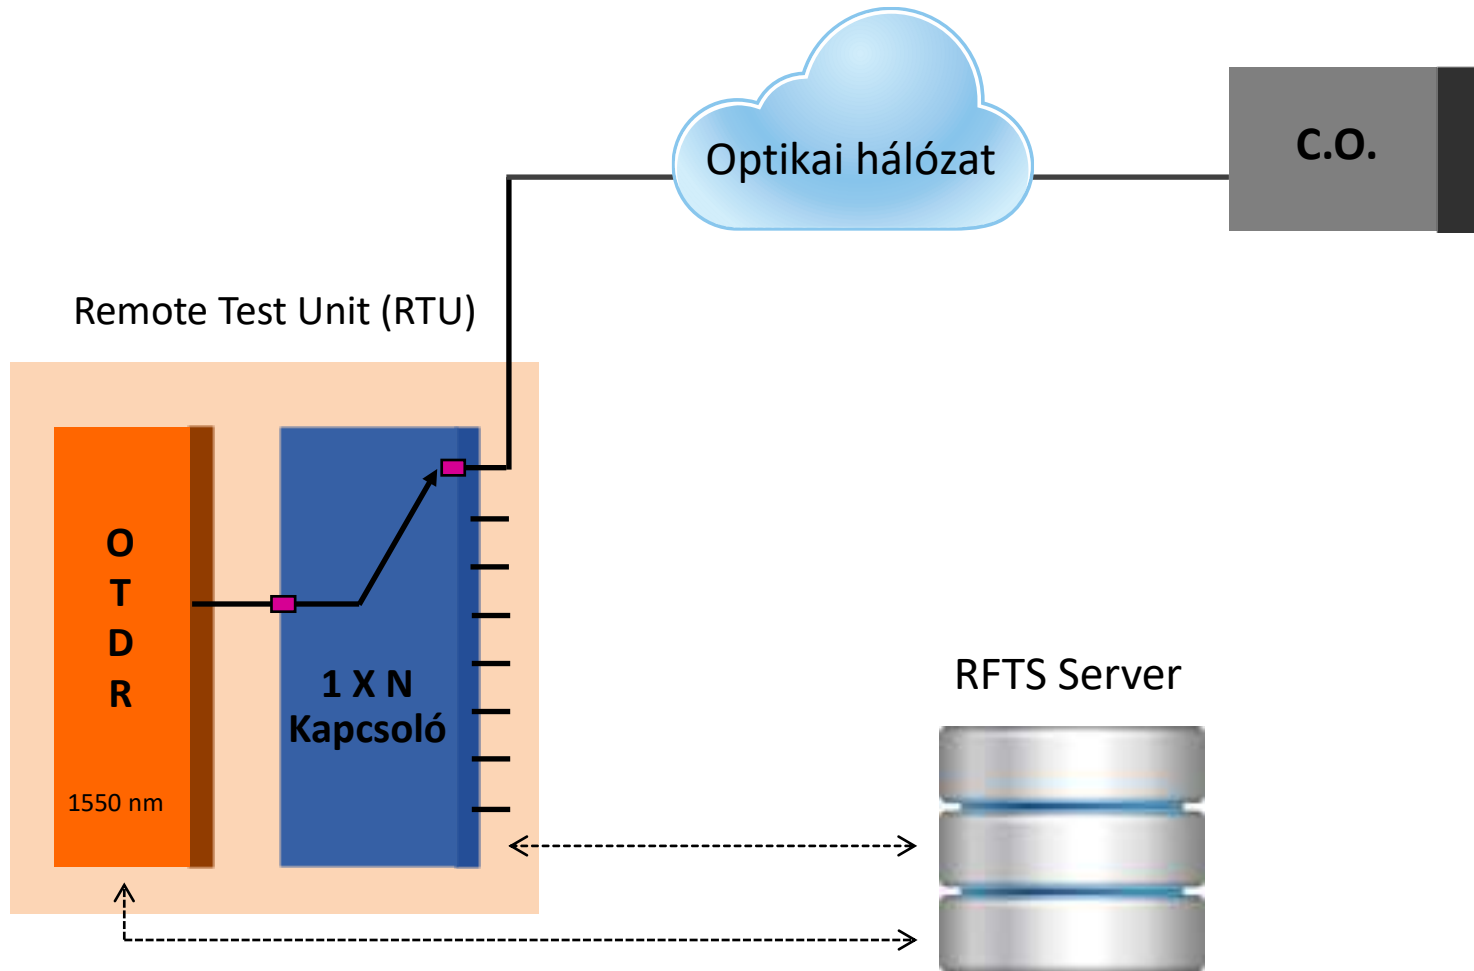 Optikai hálózat
C.O.
Remote Test Unit (RTU)
O
T
D
R
1550 nm
1 X N
Kapcsoló
RFTS Server